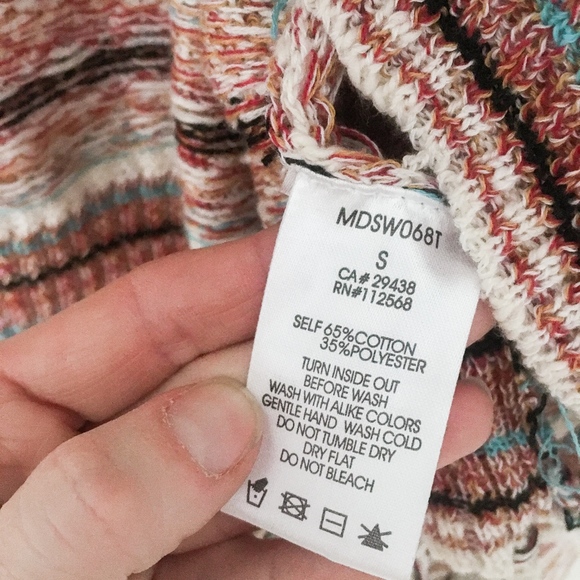 MDSW068T
S
CA# 29438
RN#112568
SELF 65%COTTON
35%POLYESTER
TURN INSIDE OUT
BEFORE WASH
WASH WITH ALIKE COLORS
GENTLE HAND WASH COLD
DO NOT TUMBLE DRY
DRY FLAT
DO NOT BLEACH